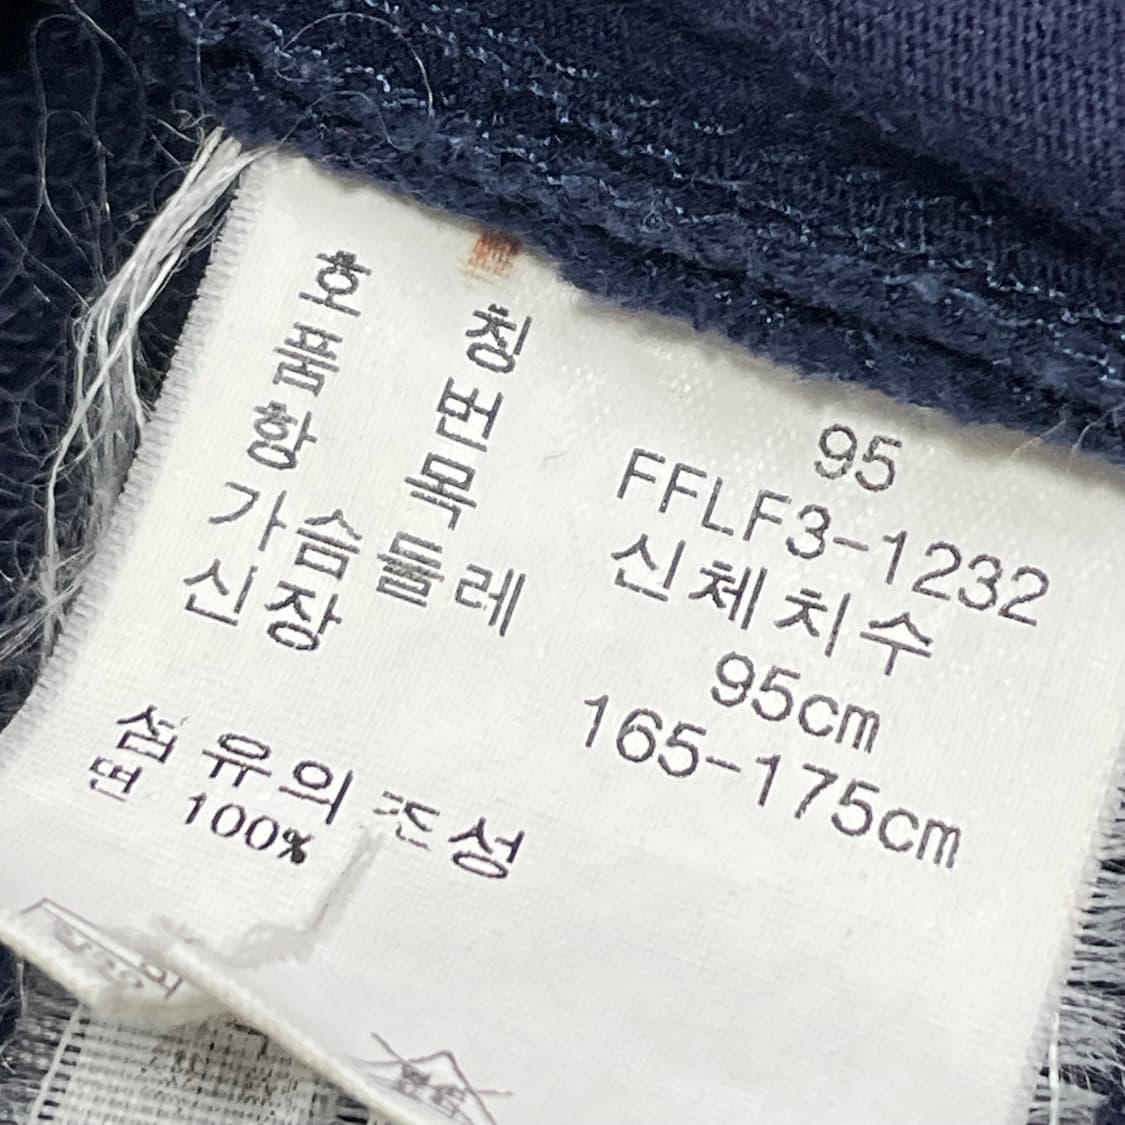 호칭 95
품번 FFLF3-1232
항목 신체치수
가슴둘레 95cm
신장 165-175cm
섬유의 조성
면 100%